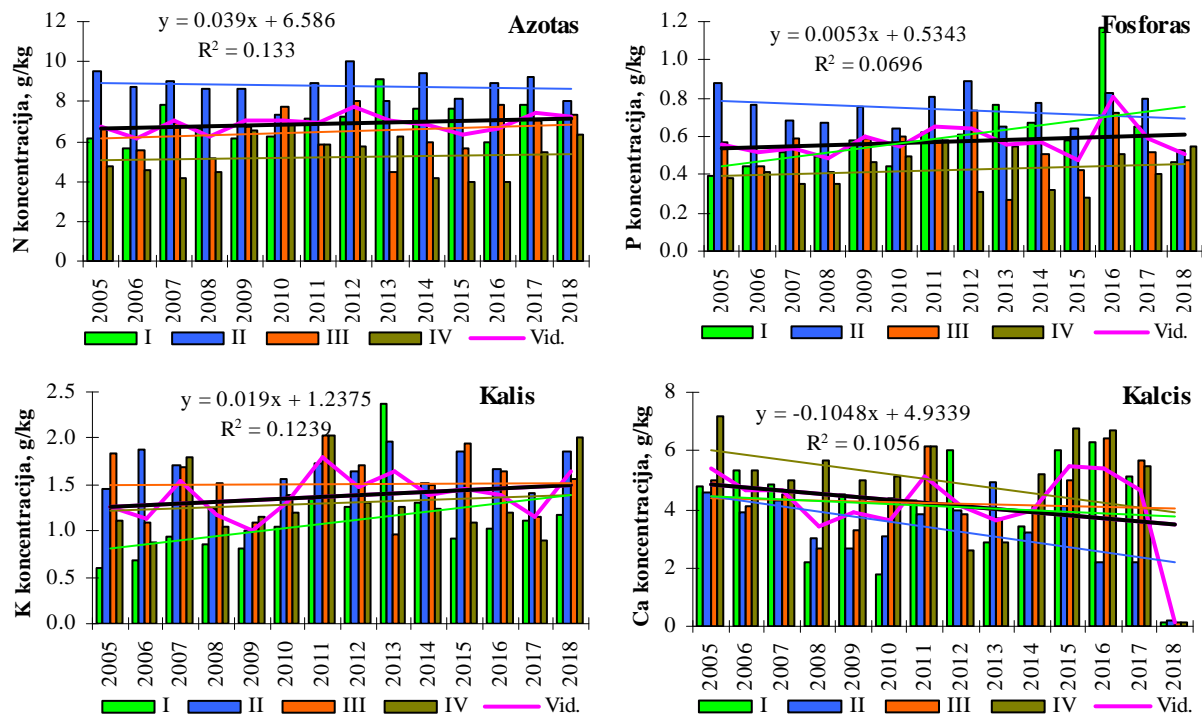 Azotas
y = 0.039x + 6.586
R² = 0.133
N koncentracija, g/kg
12
10
8
6
4
2
0
2005 2006 2007 2008 2009 2010 2011 2012 2013 2014 2015 2016 2017 2018
I II III IV Vid.
Fosforas
y = 0.0053x + 0.5343
R² = 0.0696
P koncentracija, g/kg
1.2
1.0
0.8
0.6
0.4
0.2
0.0
2005 2006 2007 2008 2009 2010 2011 2012 2013 2014 2015 2016 2017 2018
I II III IV Vid.
Kalis
y = 0.019x + 1.2375
R² = 0.1239
K koncentracija, g/kg
2.5
2.0
1.5
1.0
0.5
0.0
2005 2006 2007 2008 2009 2010 2011 2012 2013 2014 2015 2016 2017 2018
I II III IV Vid.
Kalcis
y = -0.1048x + 4.9339
R² = 0.1056
Ca koncentracija, g/kg
8
6
4
2
0
2005 2006 2007 2008 2009 2010 2011 2012 2013 2014 2015 2016 2017 2018
I II III IV Vid.